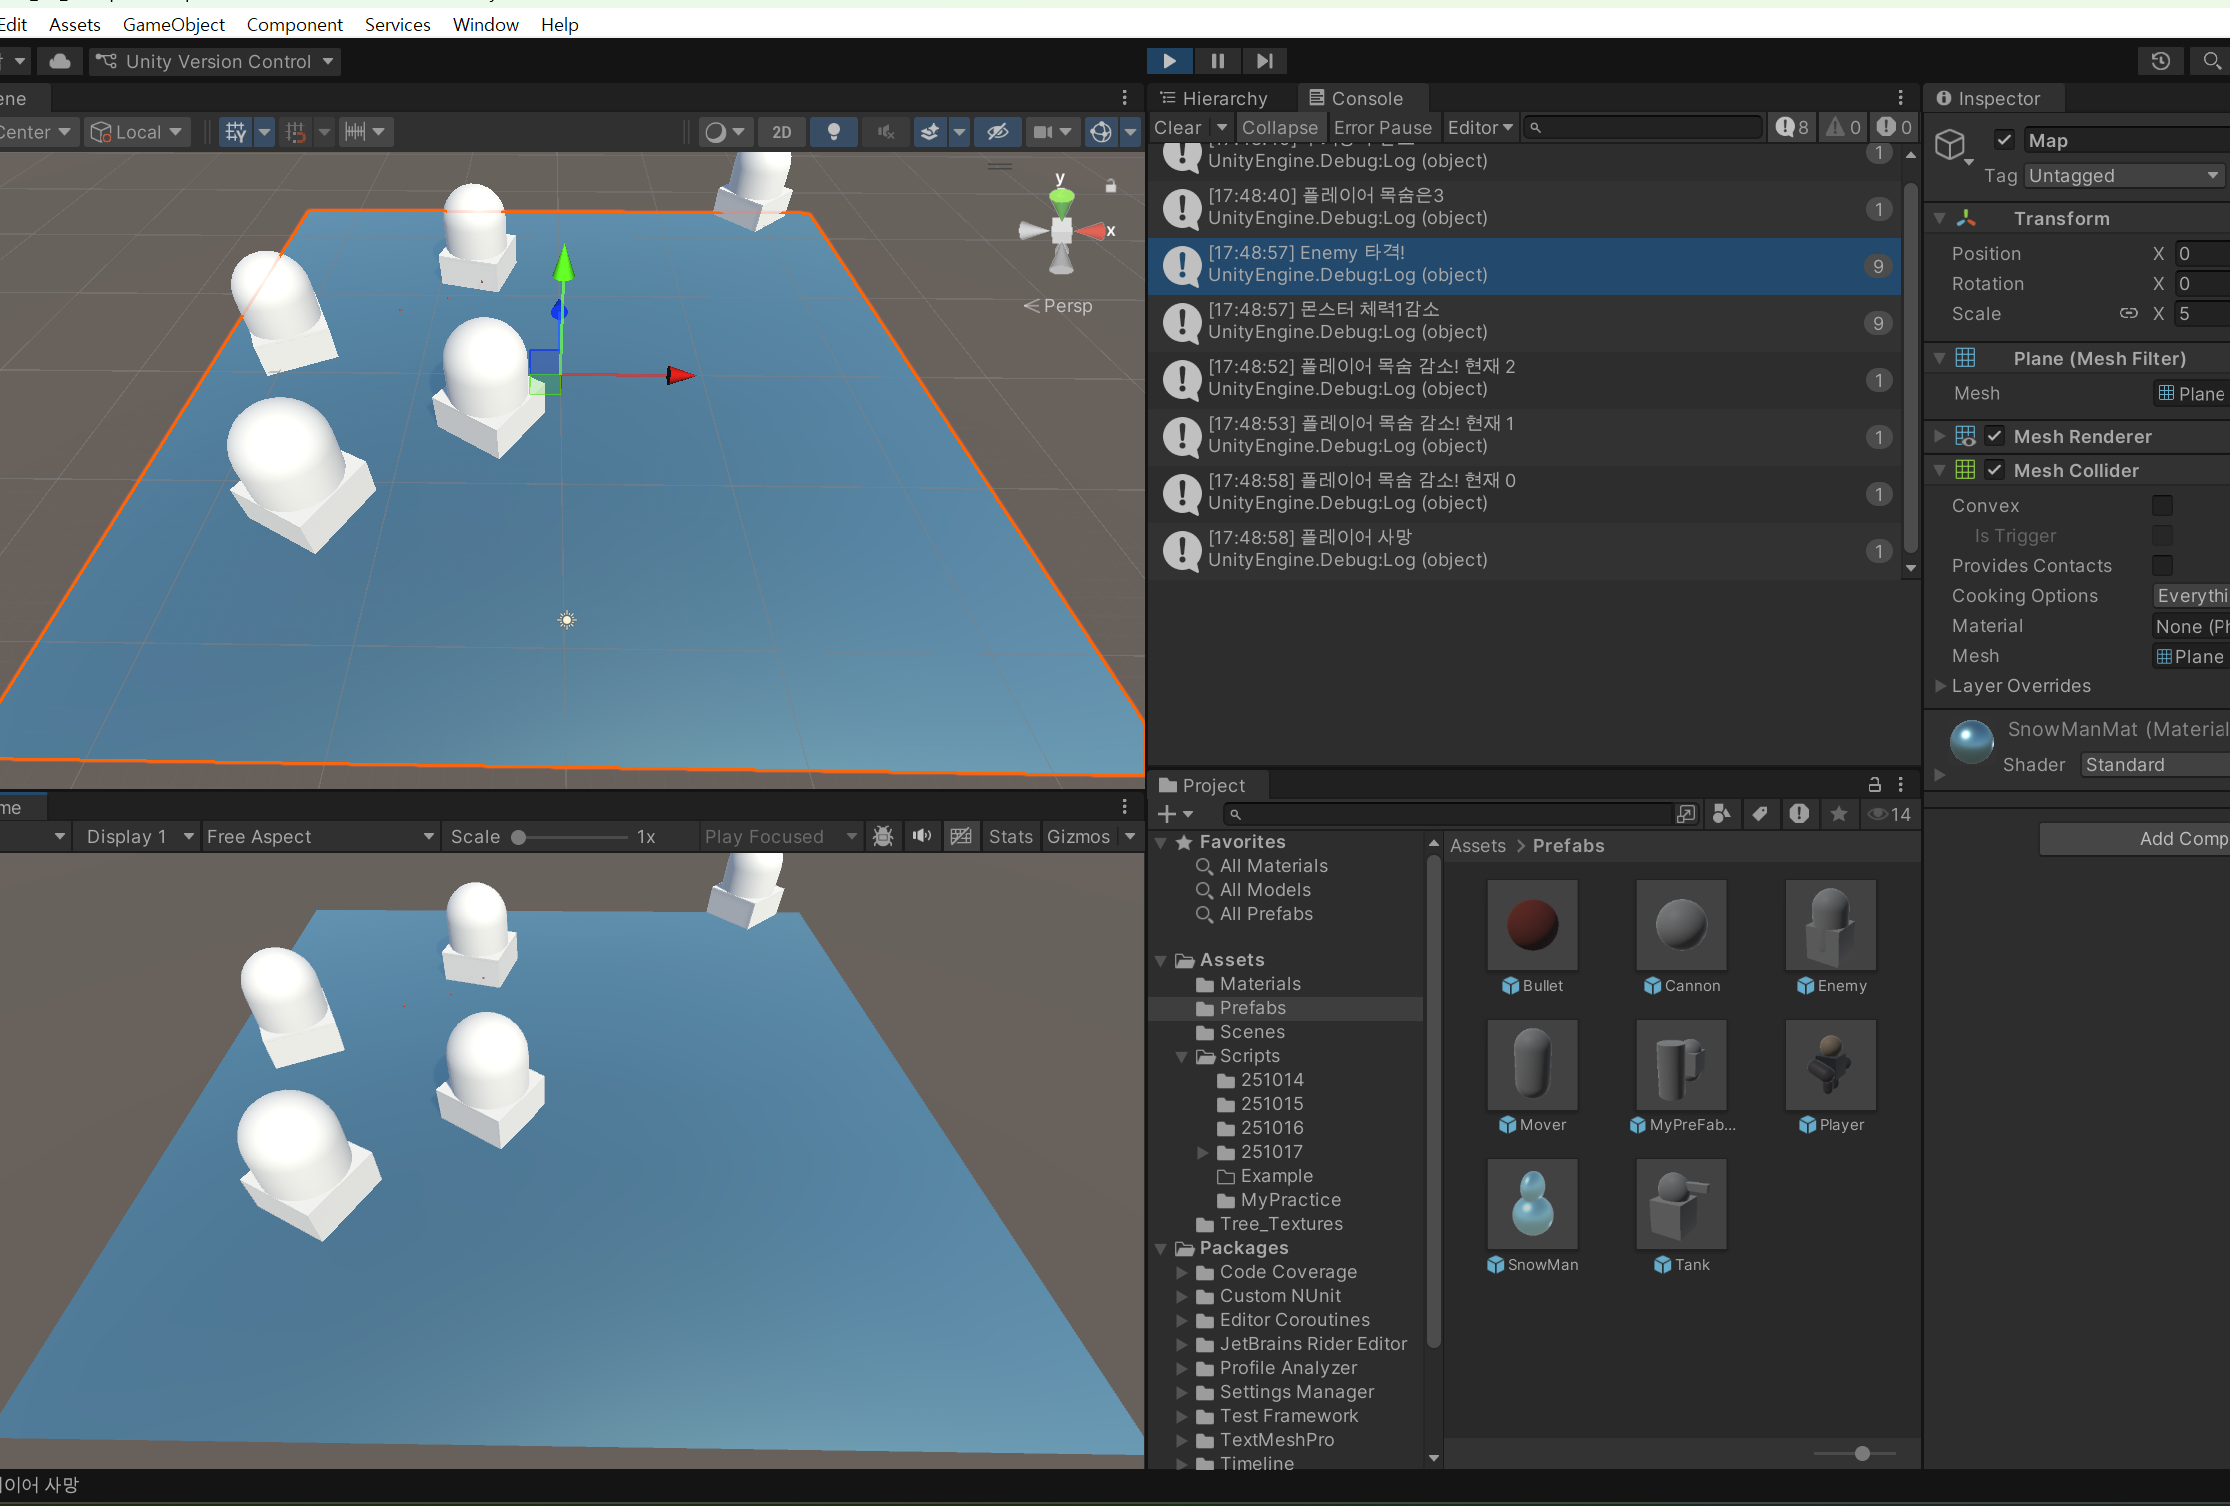 Edit Assets GameObject Component Services Window Help
Unity Version Control
Hierarchy Console Inspector
Center Local 2D
Clear Collapse Error Pause Editor 8 0 0
UnityEngine.Debug:Log (object) 1
[17:48:40] 플레이어 목숨은3
UnityEngine.Debug:Log (object) 1
[17:48:57] Enemy 타격!
UnityEngine.Debug:Log (object) 9
[17:48:57] 몬스터 체력1감소
UnityEngine.Debug:Log (object) 9
[17:48:52] 플레이어 목숨 감소! 현재 2
UnityEngine.Debug:Log (object) 1
[17:48:53] 플레이어 목숨 감소! 현재 1
UnityEngine.Debug:Log (object) 1
[17:48:58] 플레이어 목숨 감소! 현재 0
UnityEngine.Debug:Log (object) 1
[17:48:58] 플레이어 사망
UnityEngine.Debug:Log (object) 1
y
x
Persp
Map
Tag Untagged
Transform
Position X 0
Rotation X 0
Scale X 5
Plane (Mesh Filter)
Mesh Plane
Mesh Renderer
Mesh Collider
Convex
Is Trigger
Provides Contacts
Cooking Options Everythi
Material None (Ph
Mesh Plane
Layer Overrides
SnowManMat (Material
Shader Standard
Add Comp
Display 1 Free Aspect Scale 1x Play Focused Stats Gizmos
Project
14
Favorites
All Materials
All Models
All Prefabs
Assets
Materials
Prefabs
Scenes
Scripts
251014
251015
251016
251017
Example
MyPractice
Tree_Textures
Packages
Code Coverage
Custom NUnit
Editor Coroutines
JetBrains Rider Editor
Profile Analyzer
Settings Manager
Test Framework
TextMeshPro
Timeline
Assets > Prefabs
Bullet Cannon Enemy
Mover MyPreFab... Player
SnowMan Tank
이어 사망